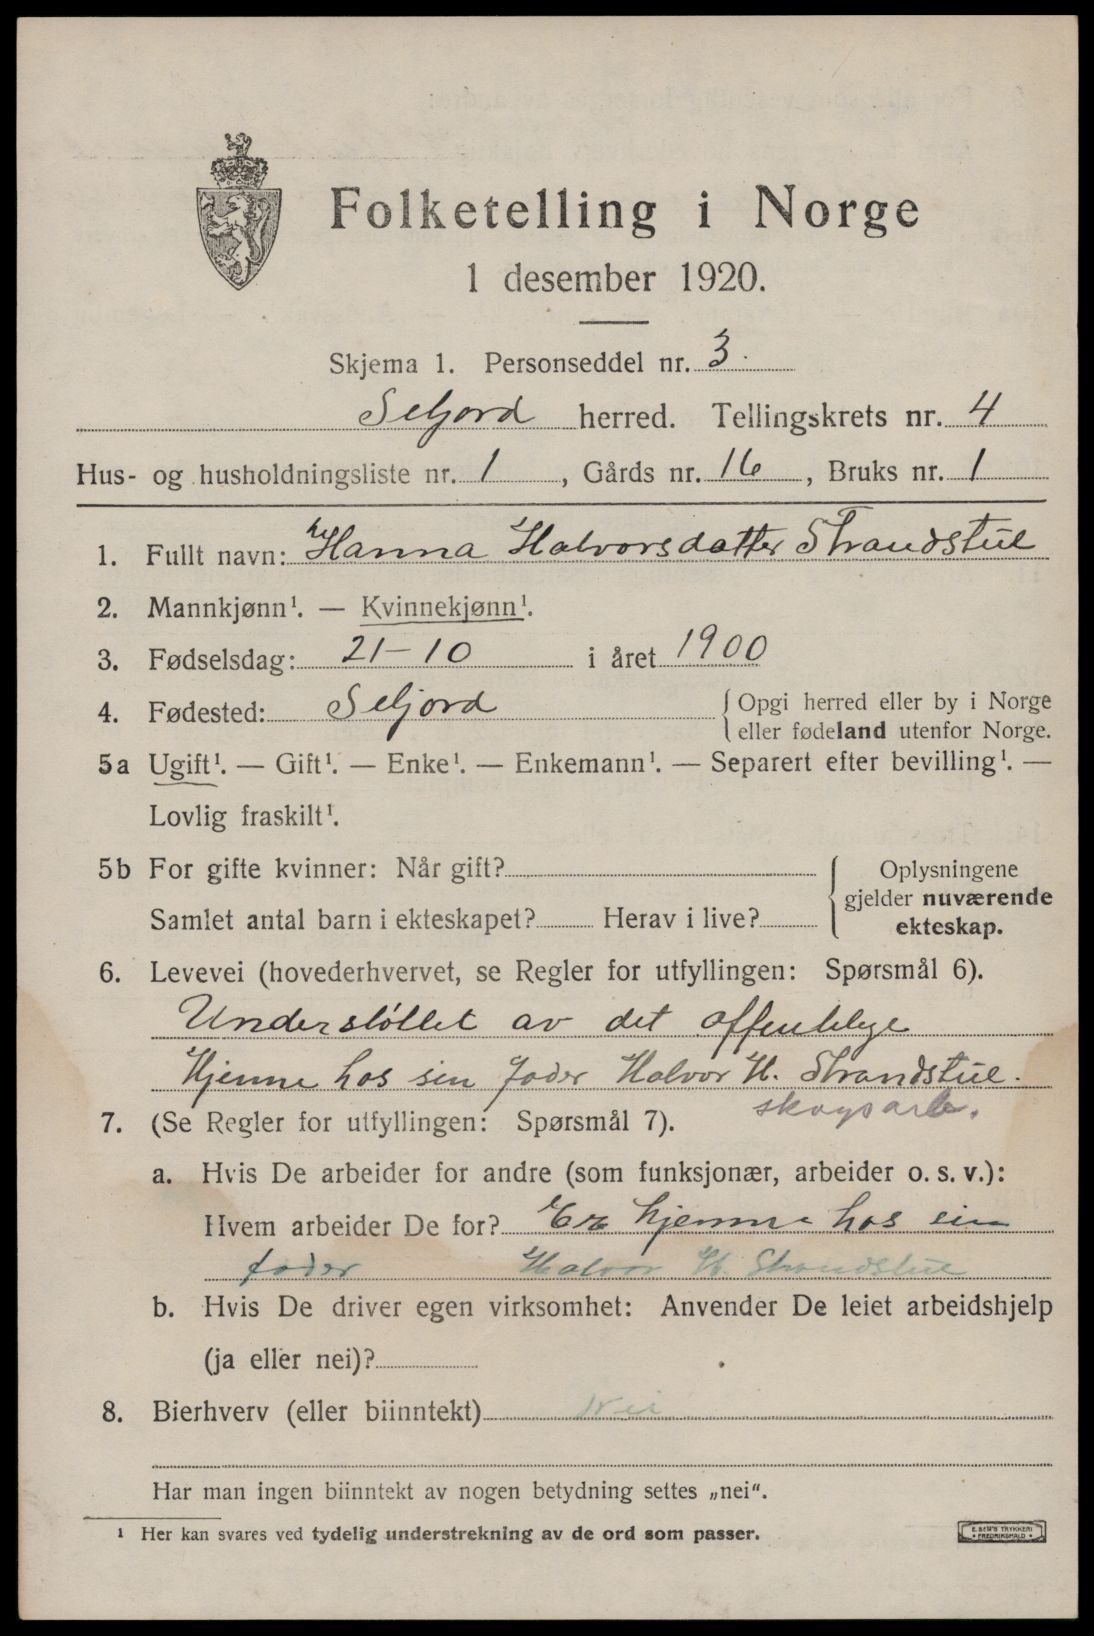 Folketelling i Norge
1 desember 1920.
Skjema 1. Personseddel nr. 3.
Seljord herred. Tellingskrets nr. 4
Hus- og husholdningsliste nr. 1, Gårds nr. 16, Bruks nr. 1
1. Fullt navn: Hanna Halvorsdatter Strandstul
2. Mannkjønn¹. — Kvinnekjønn¹.
3. Fødselsdag: 21-10 i året 1900
4. Fødested: Seljord { Opgi herred eller by i Norge
eller fødeland utenfor Norge.
5a Ugift¹. — Gift¹. — Enke¹. — Enkemann¹. — Separert efter bevilling¹. —
Lovlig fraskilt¹.
5b For gifte kvinner: Når gift?
Samlet antal barn i ekteskapet? Herav i live?
Oplysningene
gjelder nuværende
ekteskap.
6. Levevei (hovederhvervet, se Regler for utfyllingen: Spørsmål 6).
Understøttet av det offentlige
Hjemme hos sin fader Halvor H. Strandstul.
skogsarb.
7. (Se Regler for utfyllingen: Spørsmål 7).
a. Hvis De arbeider for andre (som funksjonær, arbeider o. s. v.):
Hvem arbeider De for? Er hjemme hos sin
fader Halvor H. Strandstul
b. Hvis De driver egen virksomhet: Anvender De leiet arbeidshjelp
(ja eller nei)?
8. Bierhverv (eller biinntekt) Nei
Har man ingen biinntekt av nogen betydning settes „nei".
¹ Her kan svares ved tydelig understrekning av de ord som passer.
E. SEM'S TRYKKERI
• FREDRIKSHALD •